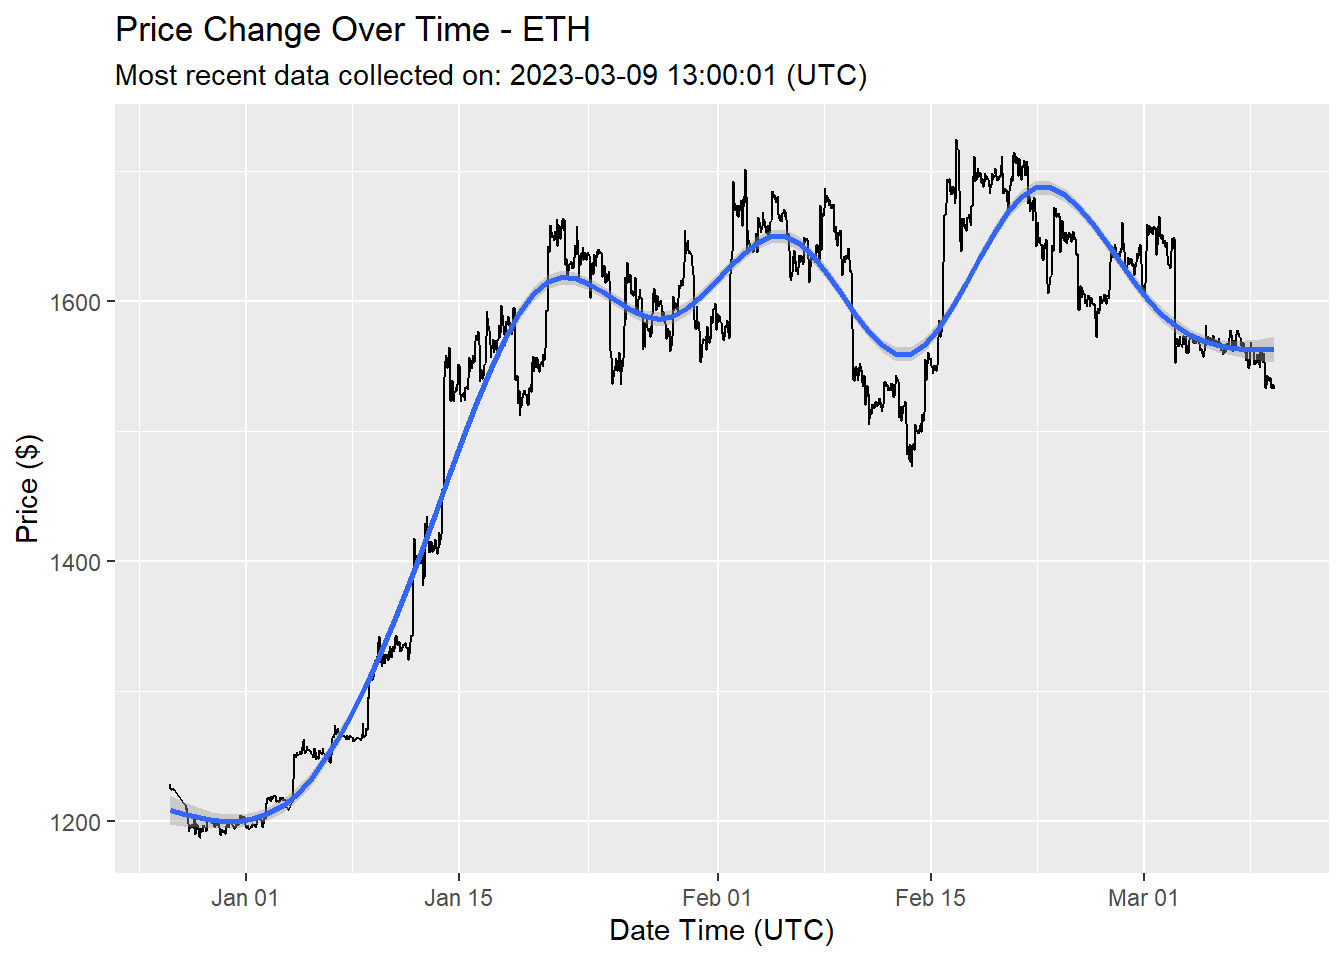 Price Change Over Time - ETH
Most recent data collected on: 2023-03-09 13:00:01 (UTC)
Price ($)
1600
1400
1200
Jan 01
Jan 15
Feb 01
Feb 15
Mar 01
Date Time (UTC)